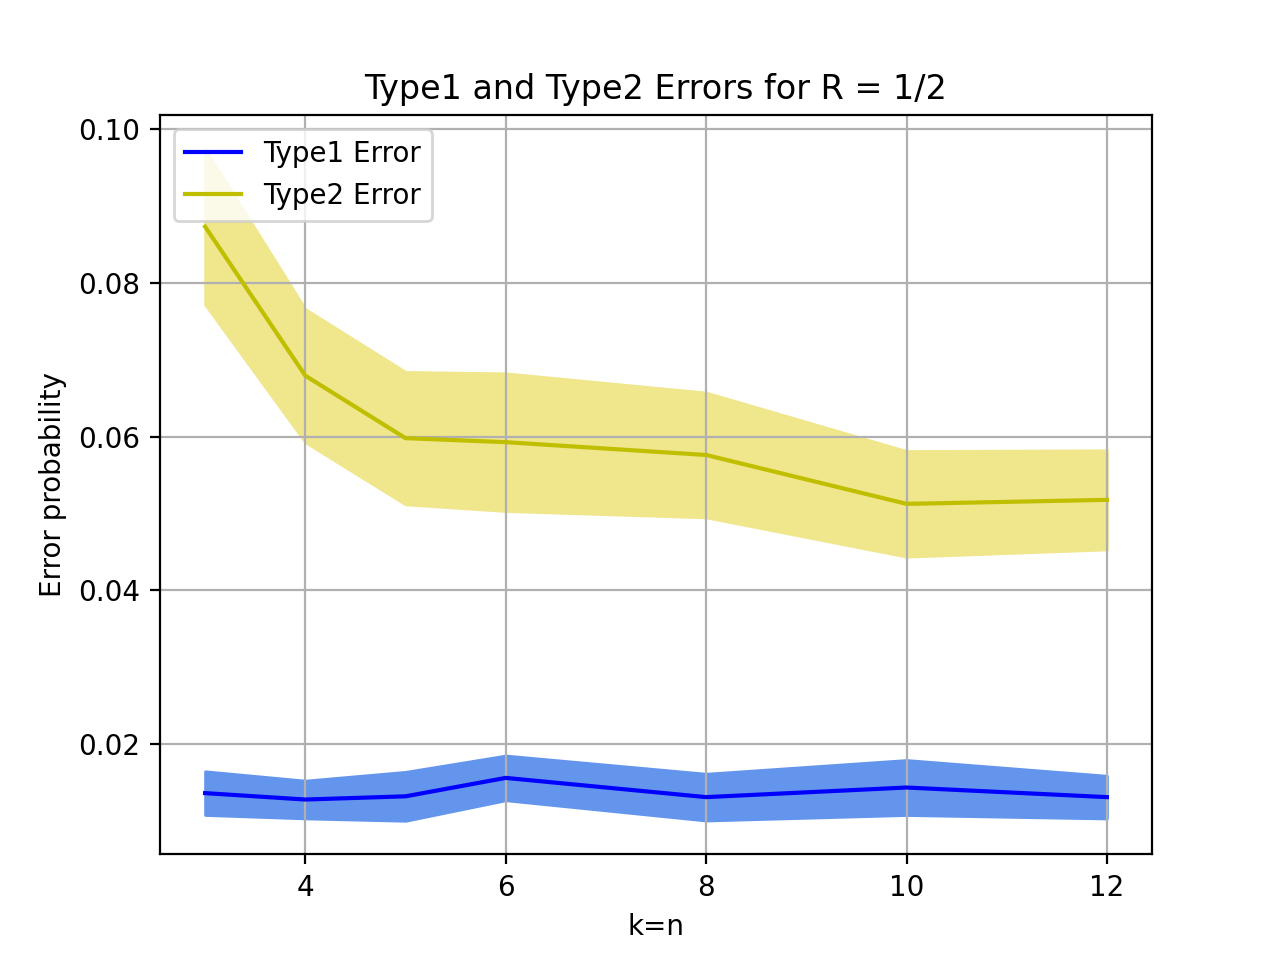 Type1 and Type2 Errors for R = 1/2
Type1 Error
Type2 Error
0.10
0.08
0.06
0.04
0.02
Error probability
4 6 8 10 12
k=n